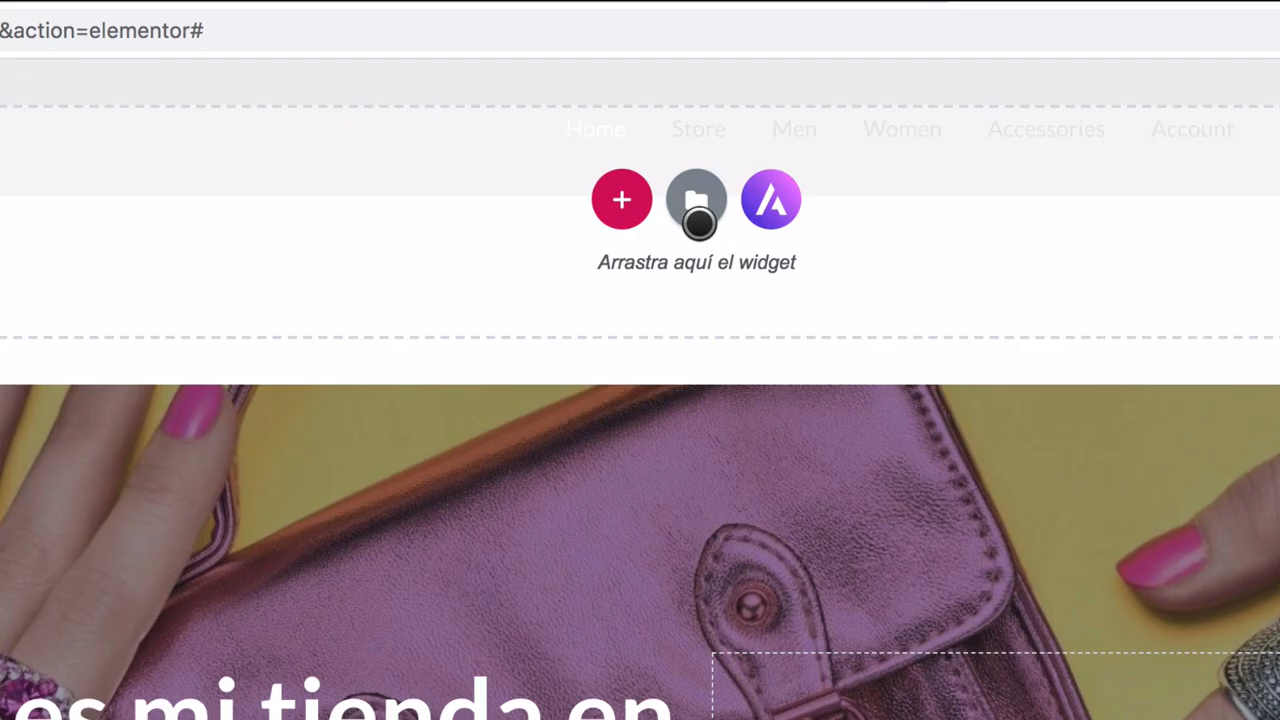 &action=elementor#
Home Store Men Women Accessories Account
Arrastra aquí el widget
es mi tienda en